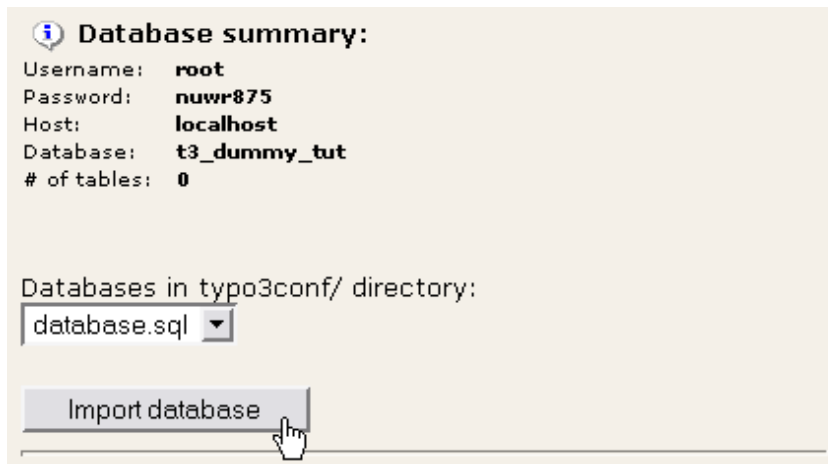 Database summary:
Username: root
Password: nuwr875
Host: localhost
Database: t3_dummy_tut
# of tables: 0
Databases in typo3conf/ directory:
database.sql
Import database